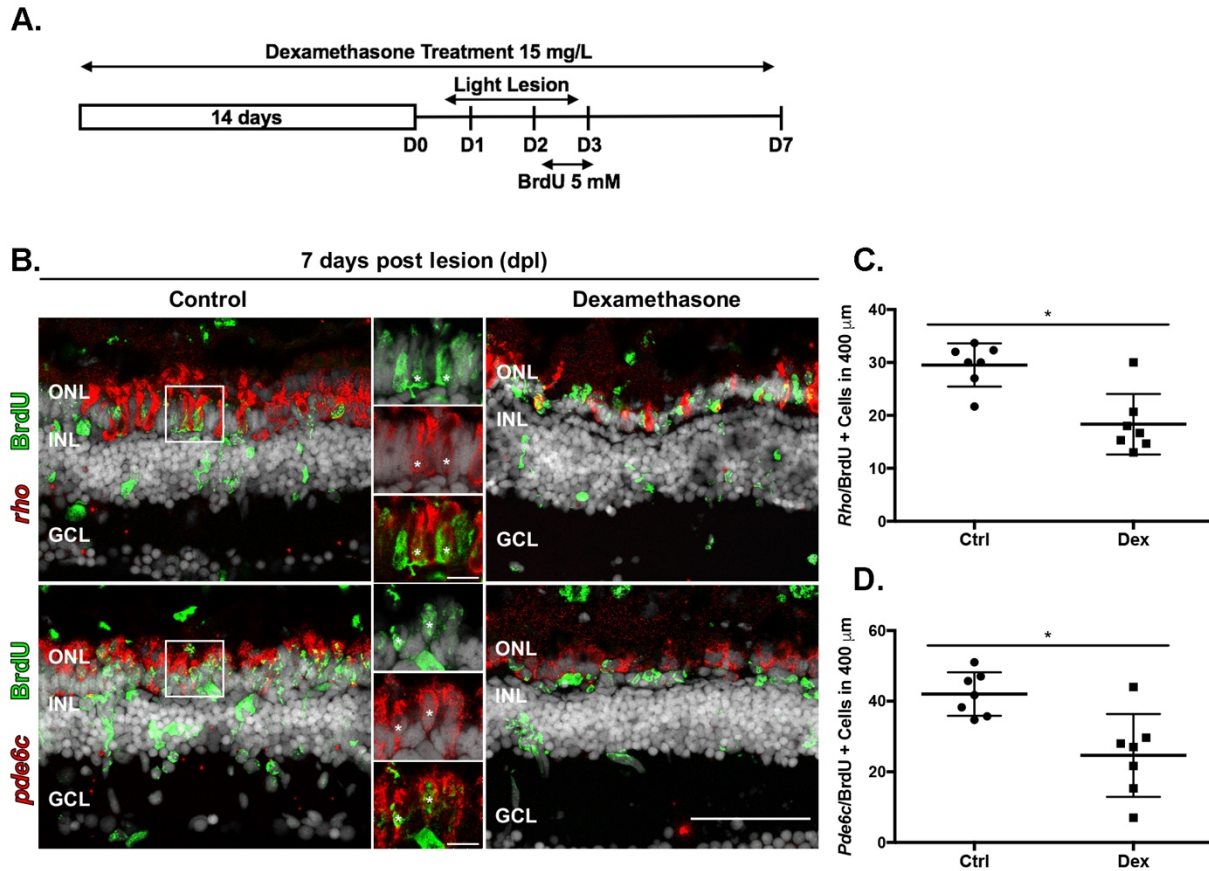 A.
Dexamethasone Treatment 15 mg/L
Light Lesion
14 days
D0 D1 D2 D3 D7
BrdU 5 mM
B.
7 days post lesion (dpl)
Control Dexamethasone
rho BrdU
ONL
INL
GCL
* *
* *
* *
ONL
INL
GCL
pde6c BrdU
ONL
INL
GCL
* *
* *
* *
ONL
INL
GCL
C.
Rho/BrdU + Cells in 400 μm
40
30
20
10
0
*
Ctrl Dex
D.
Pde6c/BrdU + Cells in 400 μm
60
40
20
0
*
Ctrl Dex